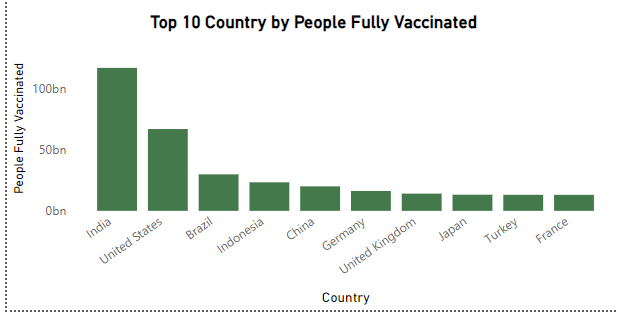 Top 10 Country by People Fully Vaccinated
People Fully Vaccinated
100bn
50bn
0bn
India
United States
Brazil
Indonesia
China
Germany
United Kingdom
Japan
Turkey
France
Country